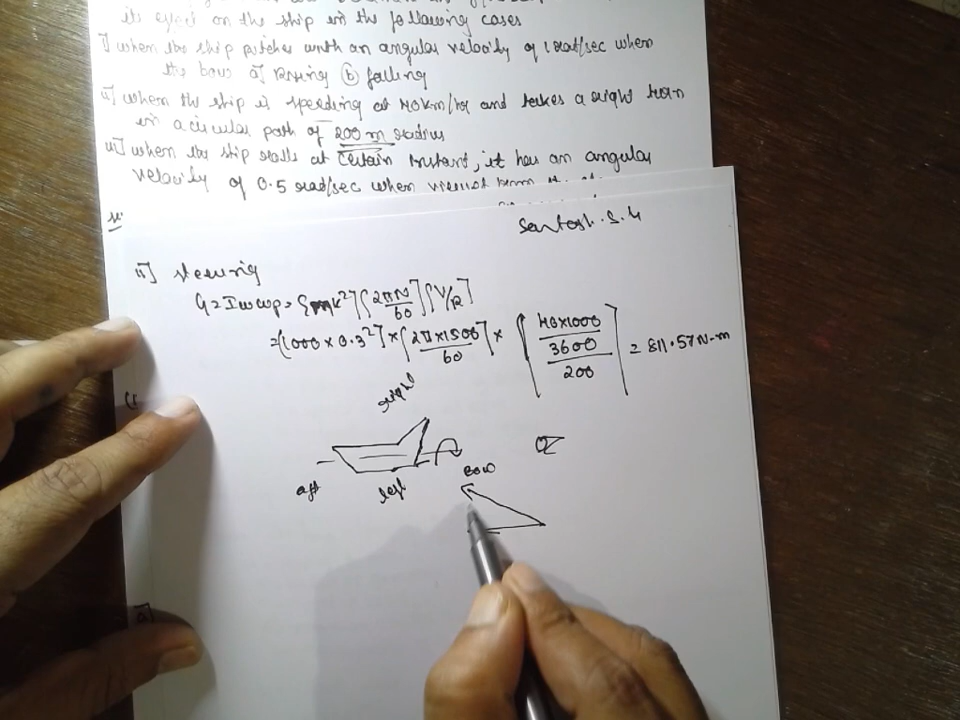 its effect on the ship in the following cases
i] when the ship pitches with an angular velocity of 1 rad/sec when
the bow a] Rising ⓑ falling
ii] when the ship is speeding at 40km/hr and takes a right turn
in a circular path of 200 m radius
iii] when the ship rolls at certain instant, it has an angular
velocity of 0.5 rad/sec when viewed from
Santosh.S.H
ii] steering
G = Iωωp = [mk²][2πN/60][V/R]
= [1000 × 0.3²] × [2π×1500/60] × [40×1000/3600/200] = 811.57N-m
right
Bow
aft left
a]